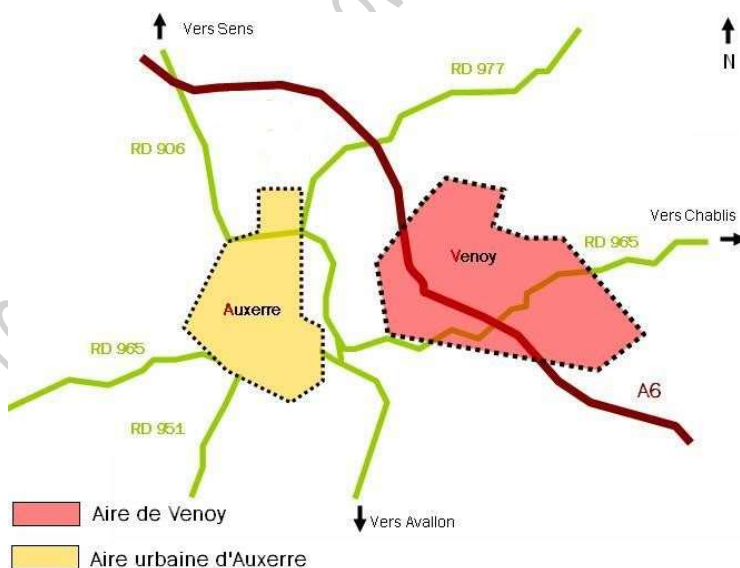 Vers Sens
N
RD 977
RD 906
Vers Chablis
RD 965
Venoy
Auxerre
RD 965
A6
RD 951
Aire de Venoy
Vers Avallon
Aire urbaine d'Auxerre